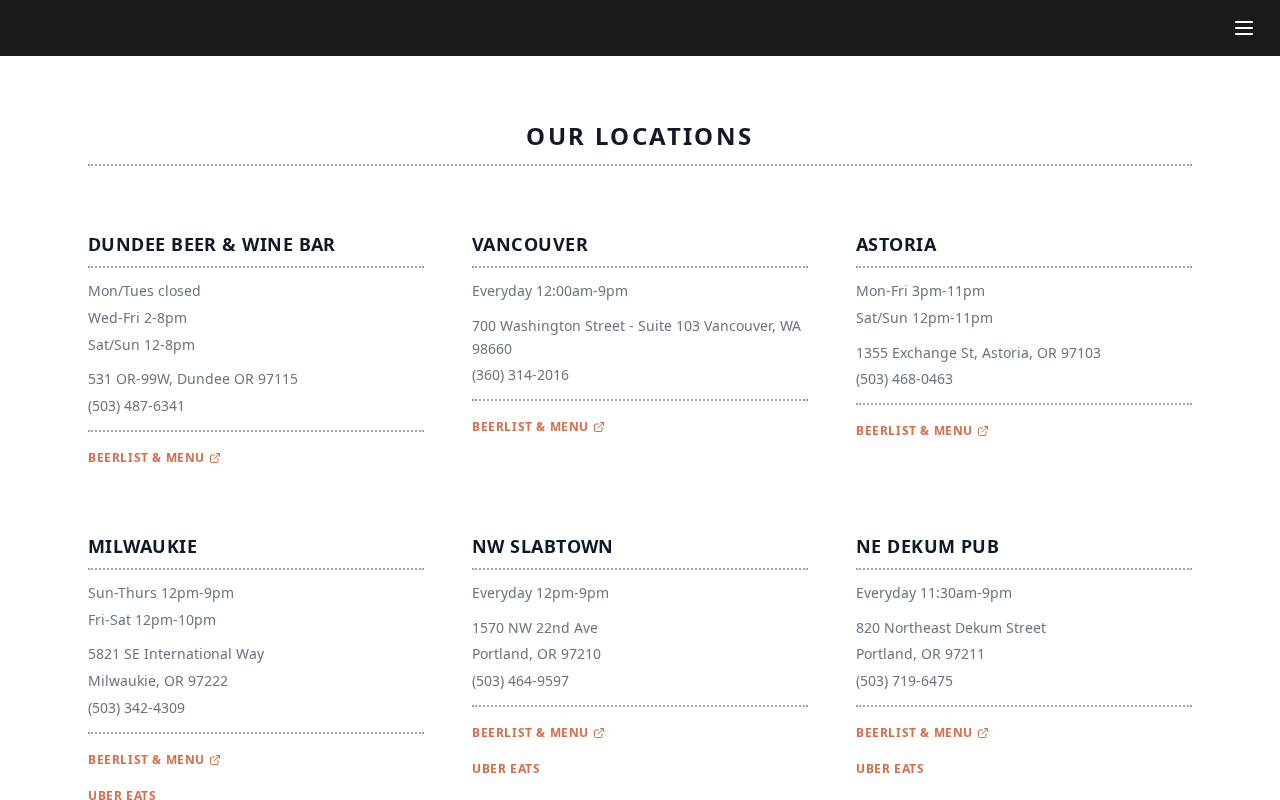 OUR LOCATIONS
DUNDEE BEER & WINE BAR
Mon/Tues closed
Wed-Fri 2-8pm
Sat/Sun 12-8pm
531 OR-99W, Dundee OR 97115
(503) 487-6341
BEERLIST & MENU
VANCOUVER
Everyday 12:00am-9pm
700 Washington Street - Suite 103 Vancouver, WA
98660
(360) 314-2016
BEERLIST & MENU
ASTORIA
Mon-Fri 3pm-11pm
Sat/Sun 12pm-11pm
1355 Exchange St, Astoria, OR 97103
(503) 468-0463
BEERLIST & MENU
MILWAUKIE
Sun-Thurs 12pm-9pm
Fri-Sat 12pm-10pm
5821 SE International Way
Milwaukie, OR 97222
(503) 342-4309
BEERLIST & MENU
UBER EATS
NW SLABTOWN
Everyday 12pm-9pm
1570 NW 22nd Ave
Portland, OR 97210
(503) 464-9597
BEERLIST & MENU
UBER EATS
NE DEKUM PUB
Everyday 11:30am-9pm
820 Northeast Dekum Street
Portland, OR 97211
(503) 719-6475
BEERLIST & MENU
UBER EATS